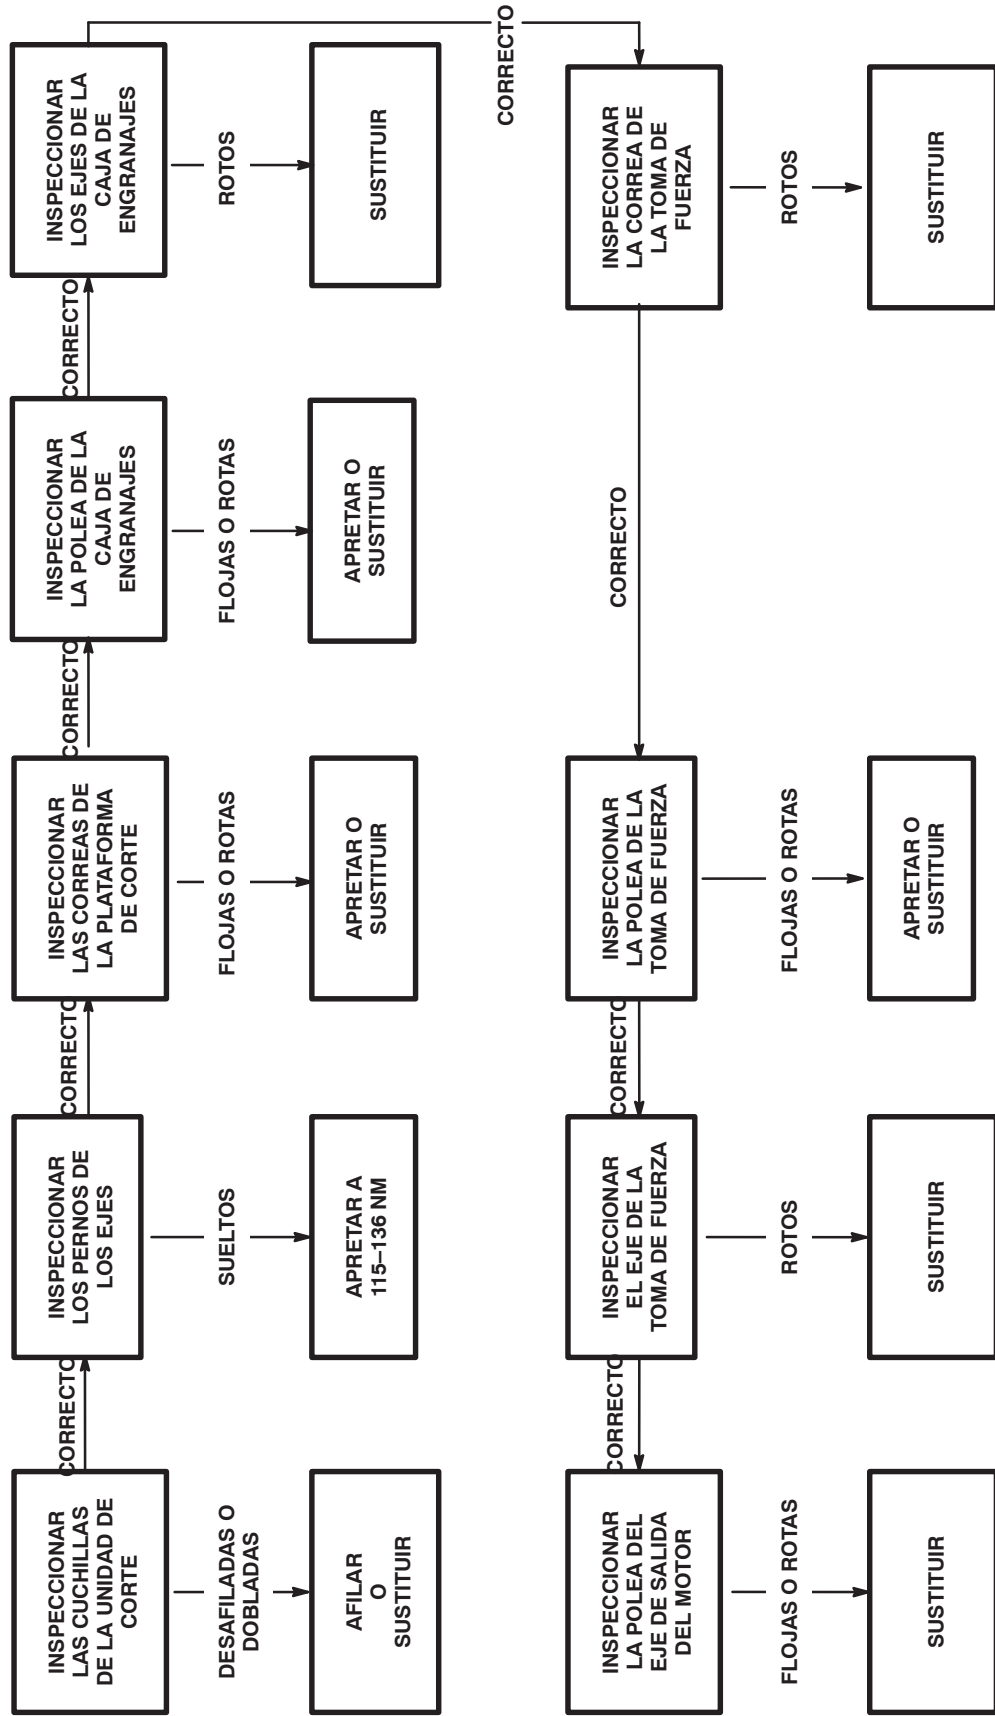 INSPECCIONAR
LAS CUCHILLAS
DE LA UNIDAD DE
CORTE
DESAFILADAS O
DOBLADAS
AFILAR
O
SUSTITUIR
CORRECTO
INSPECCIONAR
LOS PERNOS DE
LOS EJES
SUELTOS
APRETAR A
115–136 NM
CORRECTO
INSPECCIONAR
LAS CORREAS DE
LA PLATAFORMA
DE CORTE
FLOJAS O ROTAS
APRETAR O
SUSTITUIR
CORRECTO
INSPECCIONAR
LA POLEA DE LA
CAJA DE
ENGRANAJES
FLOJAS O ROTAS
APRETAR O
SUSTITUIR
CORRECTO
INSPECCIONAR
LOS EJES DE LA
CAJA DE
ENGRANAJES
ROTOS
SUSTITUIR
CORRECTO
INSPECCIONAR
LA CORREA DE
LA TOMA DE
FUERZA
ROTOS
SUSTITUIR
CORRECTO
INSPECCIONAR
LA POLEA DE LA
TOMA DE FUERZA
FLOJAS O ROTAS
APRETAR O
SUSTITUIR
CORRECTO
INSPECCIONAR
EL EJE DE LA
TOMA DE FUERZA
ROTOS
SUSTITUIR
CORRECTO
INSPECCIONAR
LA POLEA DEL
EJE DE SALIDA
DEL MOTOR
FLOJAS O ROTAS
SUSTITUIR